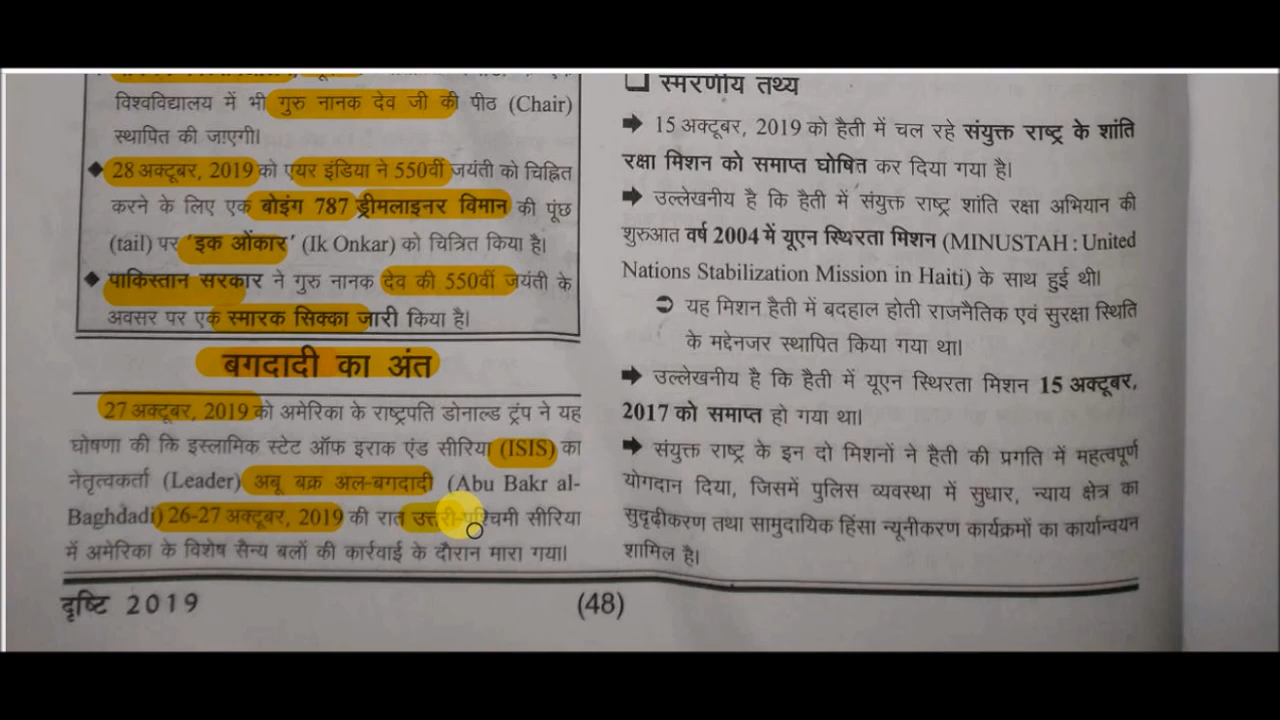 विश्वविद्यालय में भी गुरु नानक देव जी की पीठ (Chair)
स्थापित की जाएगी।
28 अक्टूबर, 2019 को एयर इंडिया ने 550वीं जयंती को चिह्नित
करने के लिए एक बोइंग 787 ड्रीमलाइनर विमान की पूंछ
(tail) पर 'इक ओंकार' (Ik Onkar) को चित्रित किया है।
पाकिस्तान सरकार ने गुरु नानक देव की 550वीं जयंती के
अवसर पर एक स्मारक सिक्का जारी किया है।
बगदादी का अंत
27 अक्टूबर, 2019 को अमेरिका के राष्ट्रपति डोनाल्ड ट्रंप ने यह
घोषणा की कि इस्लामिक स्टेट ऑफ इराक एंड सीरिया (ISIS) का
नेतृत्वकर्ता (Leader) अबू बक्र अल-बगदादी (Abu Bakr al-
Baghdadi) 26-27 अक्टूबर, 2019 की रात उत्तरी-पश्चिमी सीरिया
में अमेरिका के विशेष सैन्य बलों की कार्रवाई के दौरान मारा गया।
स्मरणीय तथ्य
15 अक्टूबर, 2019 को हैती में चल रहे संयुक्त राष्ट्र के शांति
रक्षा मिशन को समाप्त घोषित कर दिया गया है।
उल्लेखनीय है कि हैती में संयुक्त राष्ट्र शांति रक्षा अभियान की
शुरुआत वर्ष 2004 में यूएन स्थिरता मिशन (MINUSTAH : United
Nations Stabilization Mission in Haiti) के साथ हुई थी।
यह मिशन हैती में बदहाल होती राजनैतिक एवं सुरक्षा स्थिति
के मद्देनजर स्थापित किया गया था।
उल्लेखनीय है कि हैती में यूएन स्थिरता मिशन 15 अक्टूबर,
2017 को समाप्त हो गया था।
संयुक्त राष्ट्र के इन दो मिशनों ने हैती की प्रगति में महत्वपूर्ण
योगदान दिया, जिसमें पुलिस व्यवस्था में सुधार, न्याय क्षेत्र का
सुदृढ़ीकरण तथा सामुदायिक हिंसा न्यूनीकरण कार्यक्रमों का कार्यान्वयन
शामिल है।
दृष्टि 2019
(48)